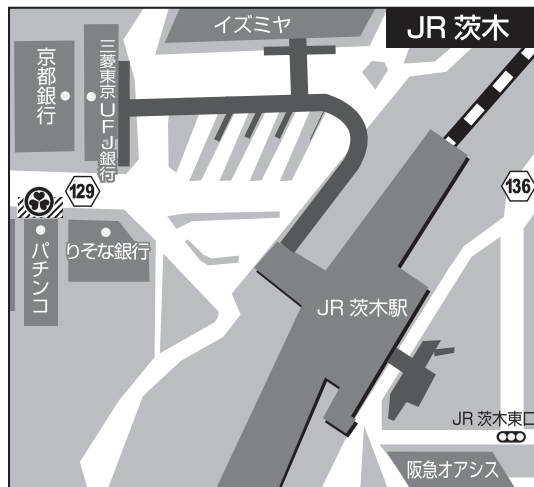 JR 茨木
イズミヤ
京都銀行
三菱東京UFJ銀行
129
136
パチンコ
りそな銀行
JR 茨木駅
JR 茨木東口
阪急オアシス